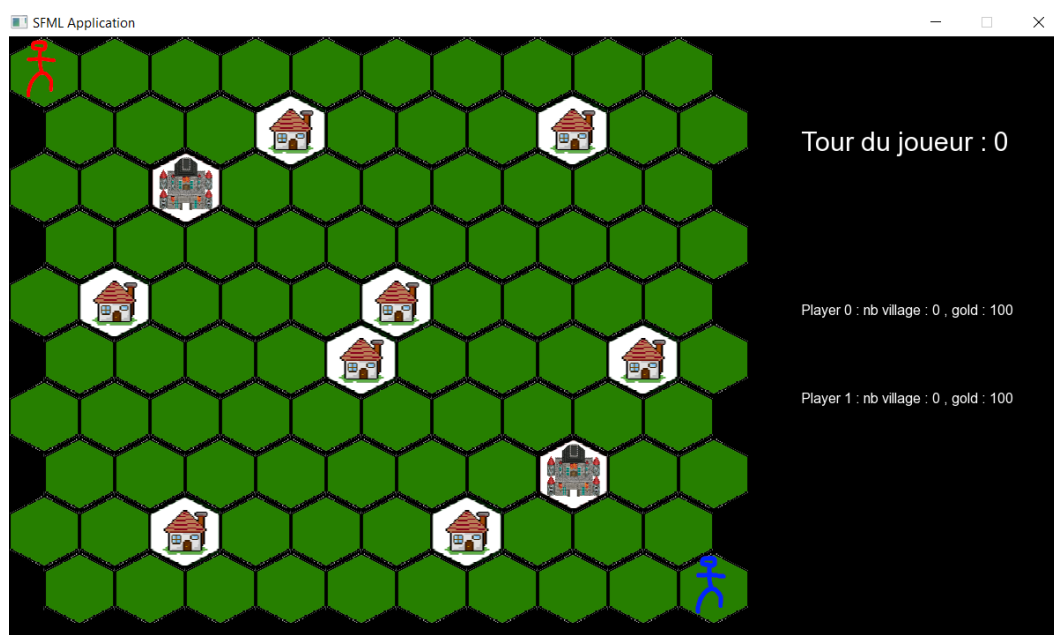 SFML Application
Tour du joueur : 0
Player 0 : nb village : 0 , gold : 100
Player 1 : nb village : 0 , gold : 100